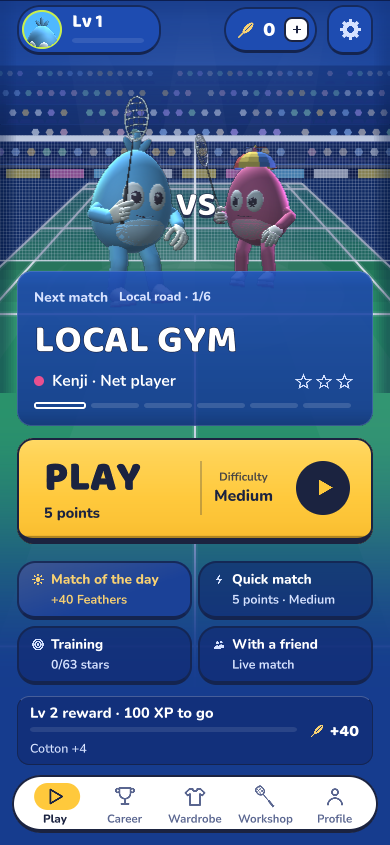 Lv 1
0
+
VS
Next match Local road · 1/6
LOCAL GYM
Kenji · Net player
PLAY
5 points
Difficulty
Medium
Match of the day
+40 Feathers
Quick match
5 points · Medium
Training
0/63 stars
With a friend
Live match
Lv 2 reward · 100 XP to go
+40
Cotton +4
Play
Career
Wardrobe
Workshop
Profile